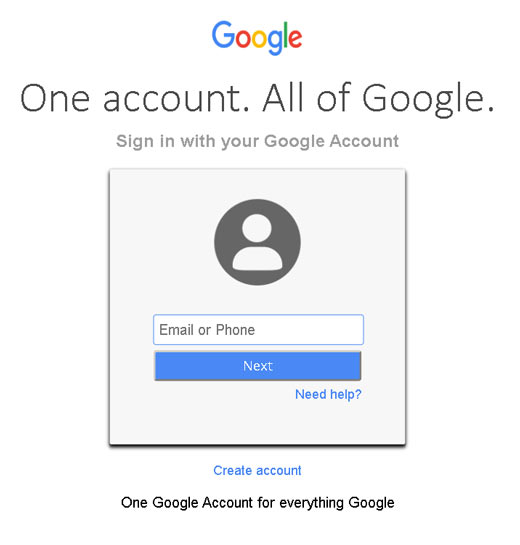 Google
One account. All of Google.
Sign in with your Google Account
Email or Phone
Next
Need help?
Create account
One Google Account for everything Google